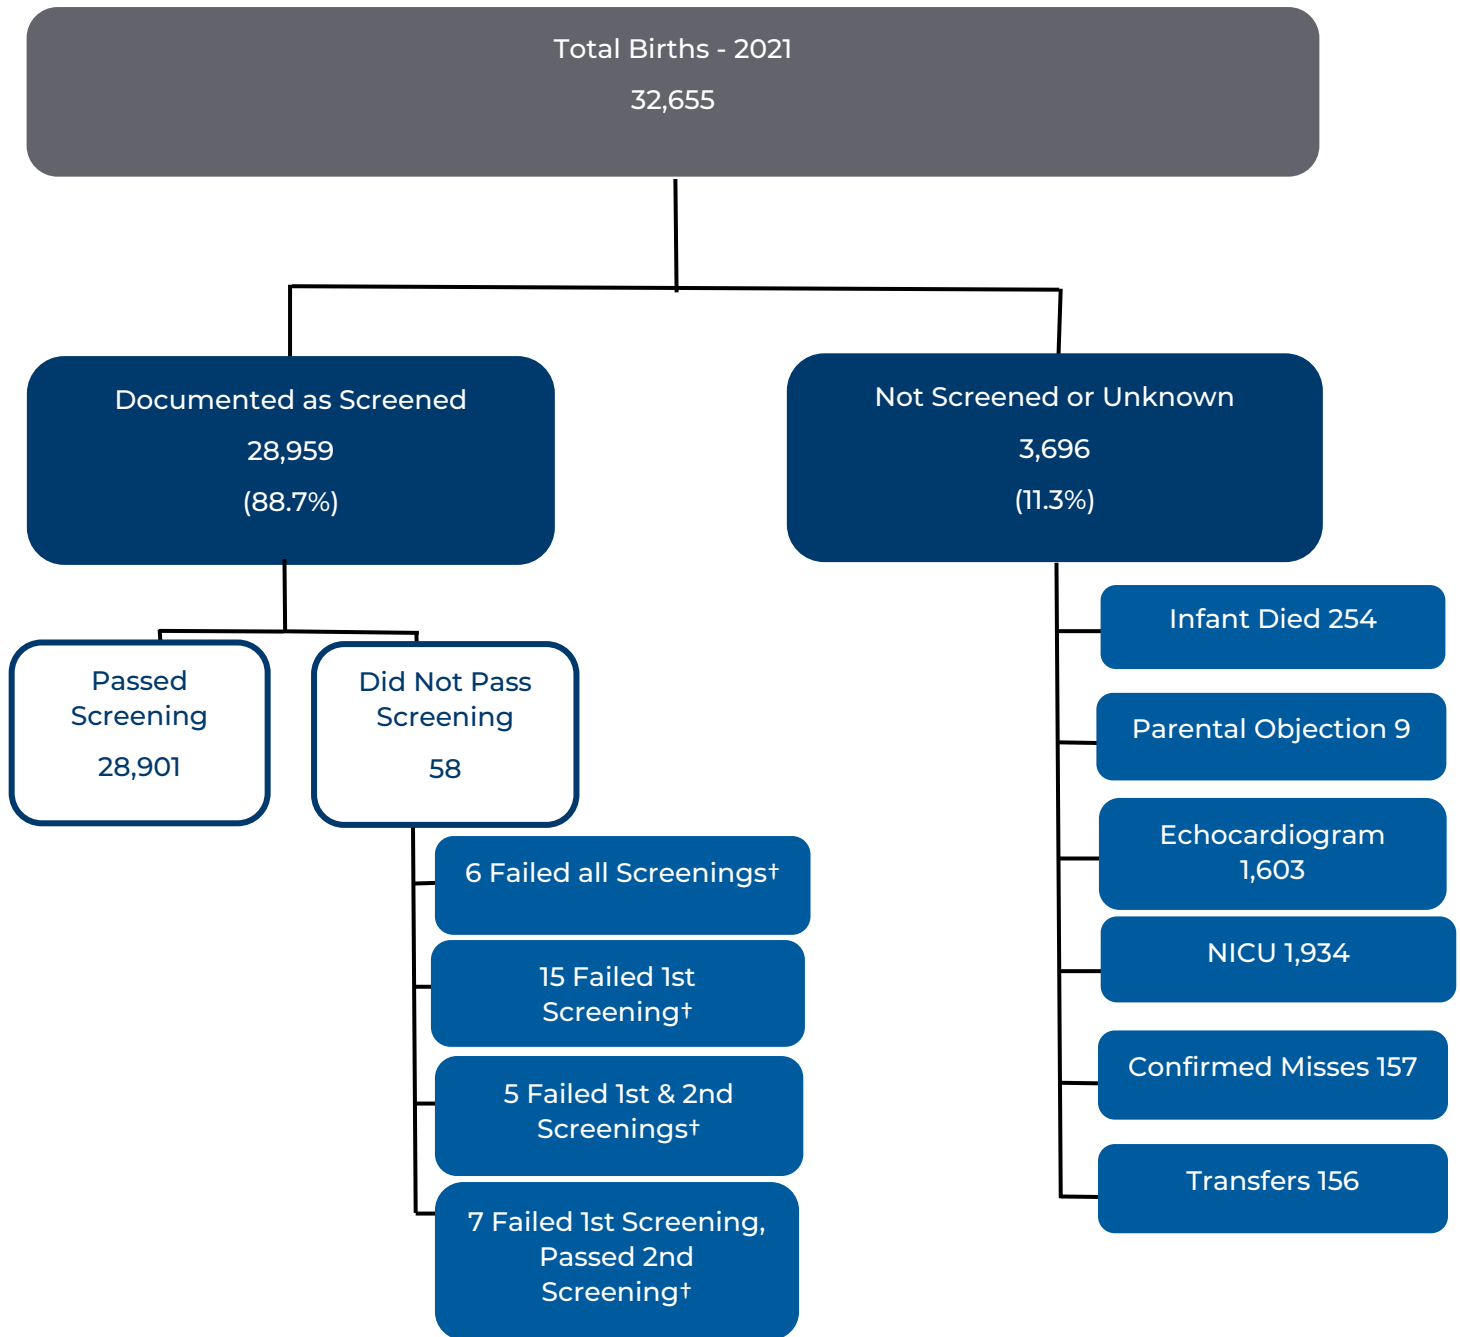 Total Births - 2021
32,655
Documented as Screened
28,959
(88.7%)
Not Screened or Unknown
3,696
(11.3%)
Passed
Screening
28,901
Did Not Pass
Screening
58
6 Failed all Screenings†
15 Failed 1st
Screening†
5 Failed 1st & 2nd
Screenings†
7 Failed 1st Screening,
Passed 2nd
Screening†
Infant Died 254
Parental Objection 9
Echocardiogram
1,603
NICU 1,934
Confirmed Misses 157
Transfers 156